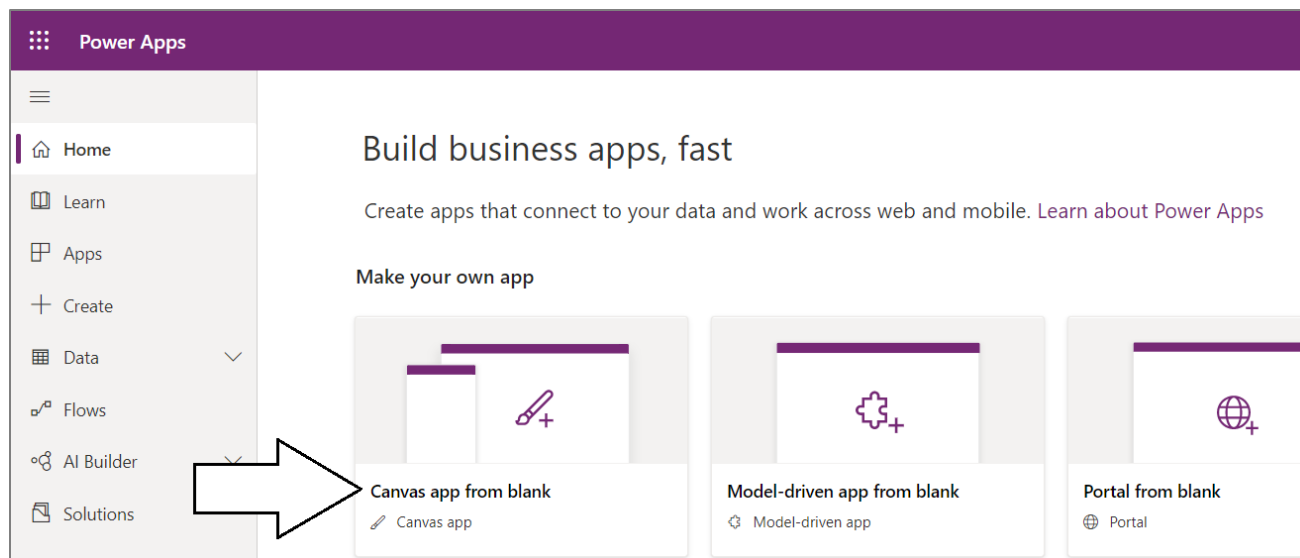 Power Apps
Home
Learn
Apps
Create
Data
Flows
AI Builder
Solutions
Build business apps, fast
Create apps that connect to your data and work across web and mobile. Learn about Power Apps
Make your own app
Canvas app from blank
Canvas app
Model-driven app from blank
Model-driven app
Portal from blank
Portal